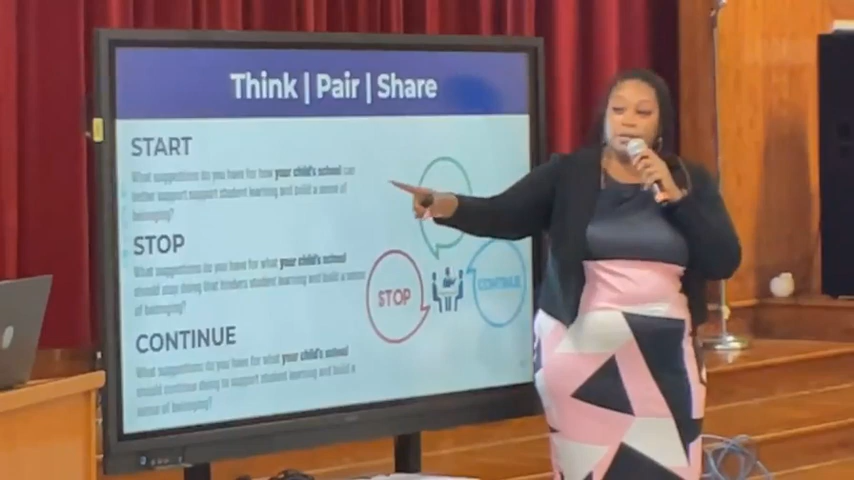 Think | Pair | Share
START
What suggestions do you have for how your child's school can
better support support student learning and build a sense of
belonging?
STOP
What suggestions do you have for what your child's school
should stop doing that hinders student learning and build a sense
of belonging?
CONTINUE
What suggestions do you have for what your child's school
should continue doing to support student learning and build a
sense of belonging?
STOP
CONTINUE